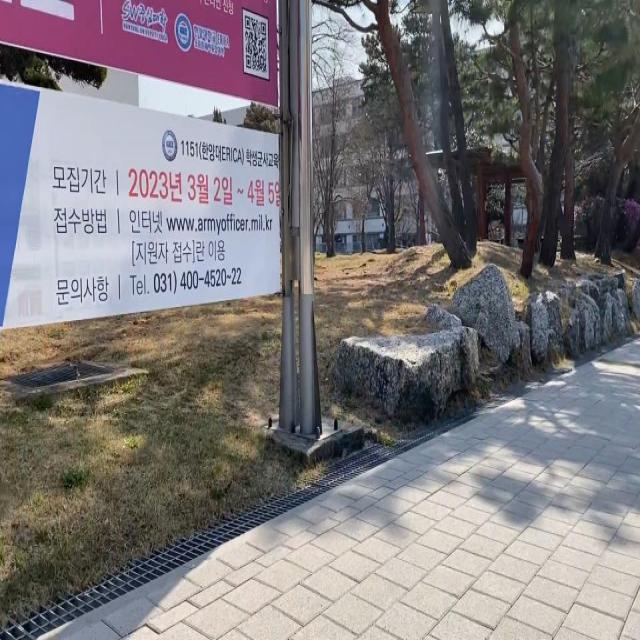 1151(한양대ERICA) 학생군사교육
모집기간 | 2023년 3월 2일 ~ 4월 5일
접수방법 | 인터넷 www.armyofficer.mil.kr
[지원자 접수]란 이용
문의사항 | Tel. 031) 400-4520~22